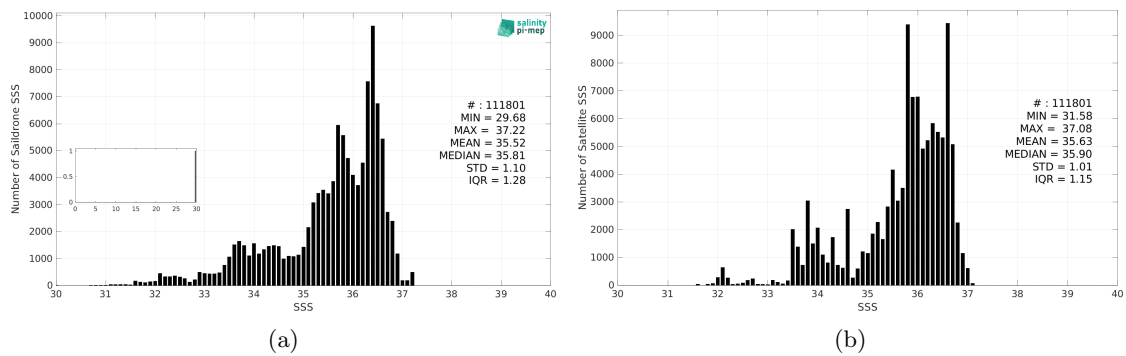 10000
9000
8000
7000
6000
5000
4000
3000
2000
1000
0
Number of Saildrone SSS
salinity
pi-mep
# : 111801
MIN = 29.68
MAX = 37.22
MEAN = 35.52
MEDIAN = 35.81
STD = 1.10
IQR = 1.28
1
0.5
0
0 5 10 15 20 25 30
30 31 32 33 34 35 36 37 38 39 40
SSS
(a)
9000
8000
7000
6000
5000
4000
3000
2000
1000
0
Number of Satellite SSS
# : 111801
MIN = 31.58
MAX = 37.08
MEAN = 35.63
MEDIAN = 35.90
STD = 1.01
IQR = 1.15
30 31 32 33 34 35 36 37 38 39 40
SSS
(b)